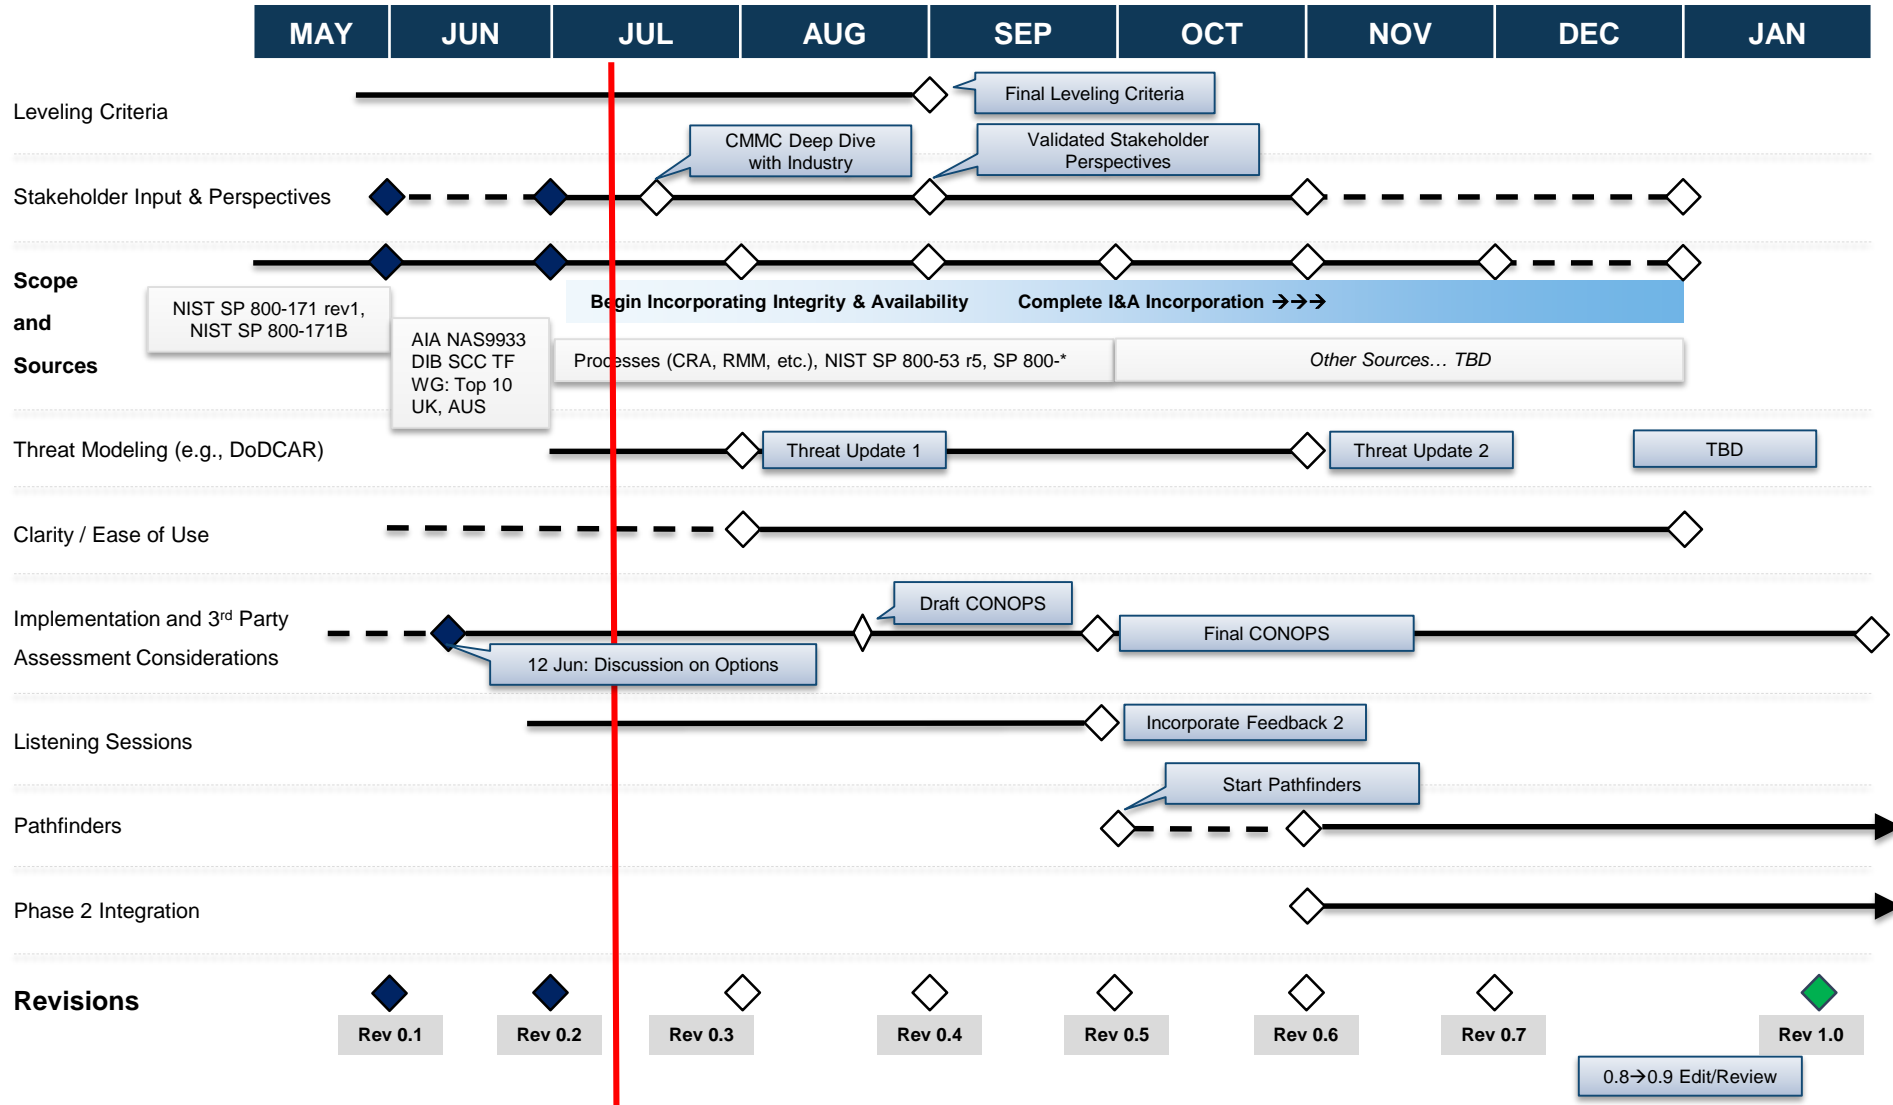 MAY JUN JUL AUG SEP OCT NOV DEC JAN
Leveling Criteria
Final Leveling Criteria
CMMC Deep Dive
with Industry
Validated Stakeholder
Perspectives
Stakeholder Input & Perspectives
Scope
and
Sources
Begin Incorporating Integrity & Availability Complete I&A Incorporation →→→
NIST SP 800-171 rev1,
NIST SP 800-171B
AIA NAS9933
DIB SCC TF
WG: Top 10
UK, AUS
Processes (CRA, RMM, etc.), NIST SP 800-53 r5, SP 800-*
Other Sources… TBD
Threat Modeling (e.g., DoDCAR)
Threat Update 1
Threat Update 2
TBD
Clarity / Ease of Use
Implementation and 3rd Party
Assessment Considerations
Draft CONOPS
Final CONOPS
12 Jun: Discussion on Options
Listening Sessions
Incorporate Feedback 2
Start Pathfinders
Pathfinders
Phase 2 Integration
Revisions
Rev 0.1 Rev 0.2 Rev 0.3 Rev 0.4 Rev 0.5 Rev 0.6 Rev 0.7 Rev 1.0
0.8→0.9 Edit/Review